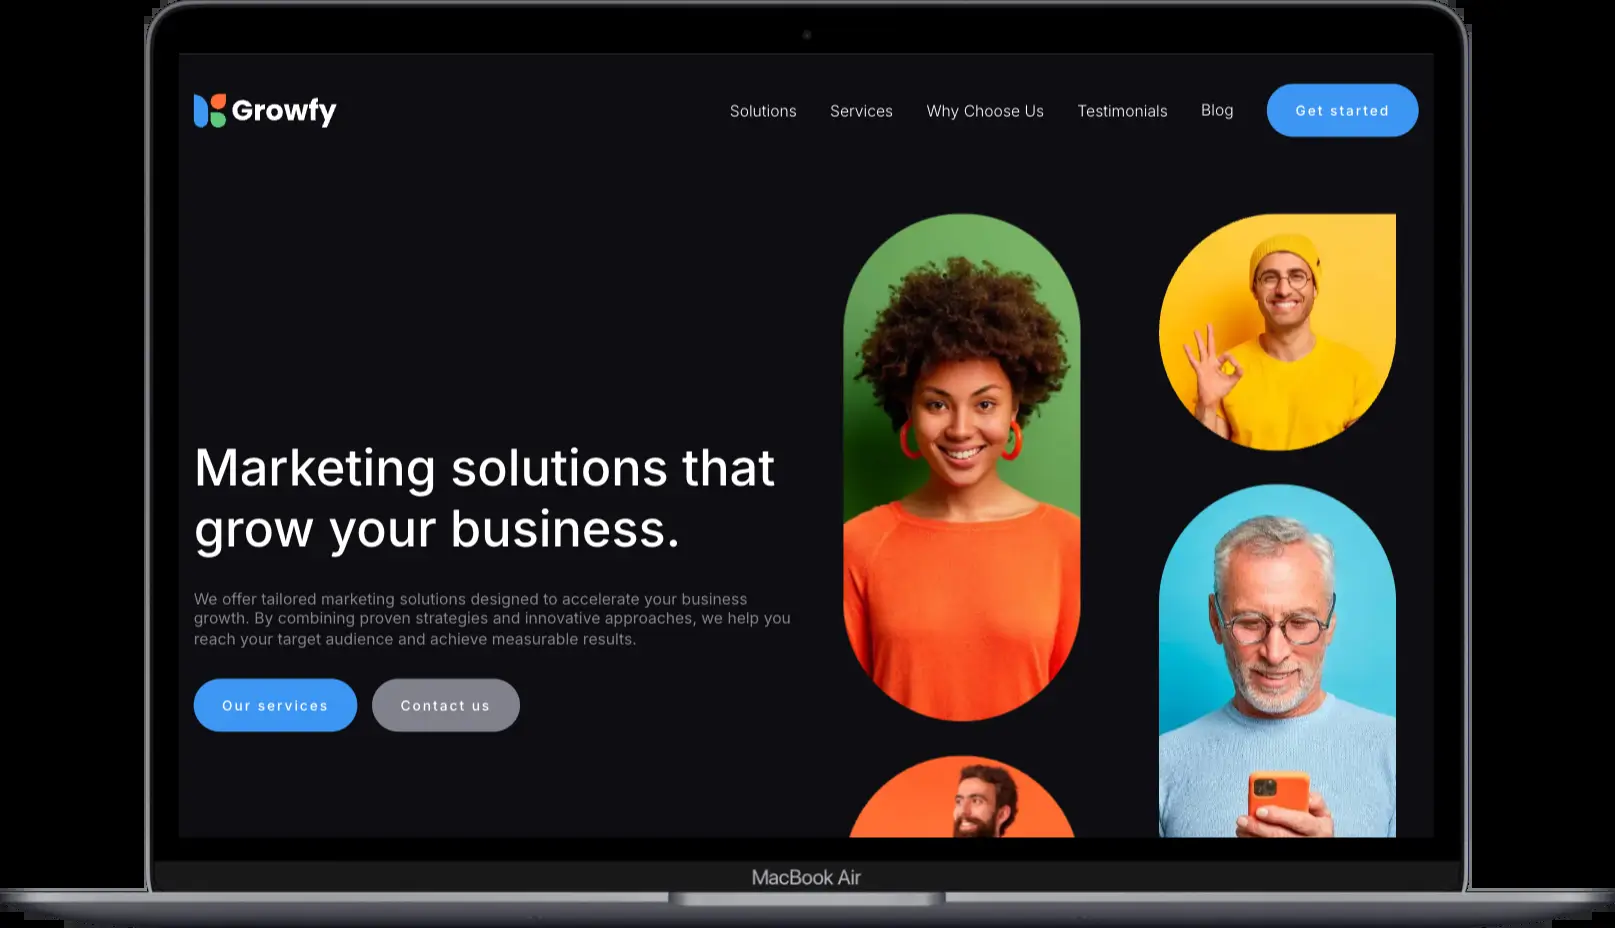 Growfy
Solutions
Services
Why Choose Us
Testimonials
Blog
Get started
Marketing solutions that
grow your business.
We offer tailored marketing solutions designed to accelerate your business
growth. By combining proven strategies and innovative approaches, we help you
reach your target audience and achieve measurable results.
Our services
Contact us
MacBook Air